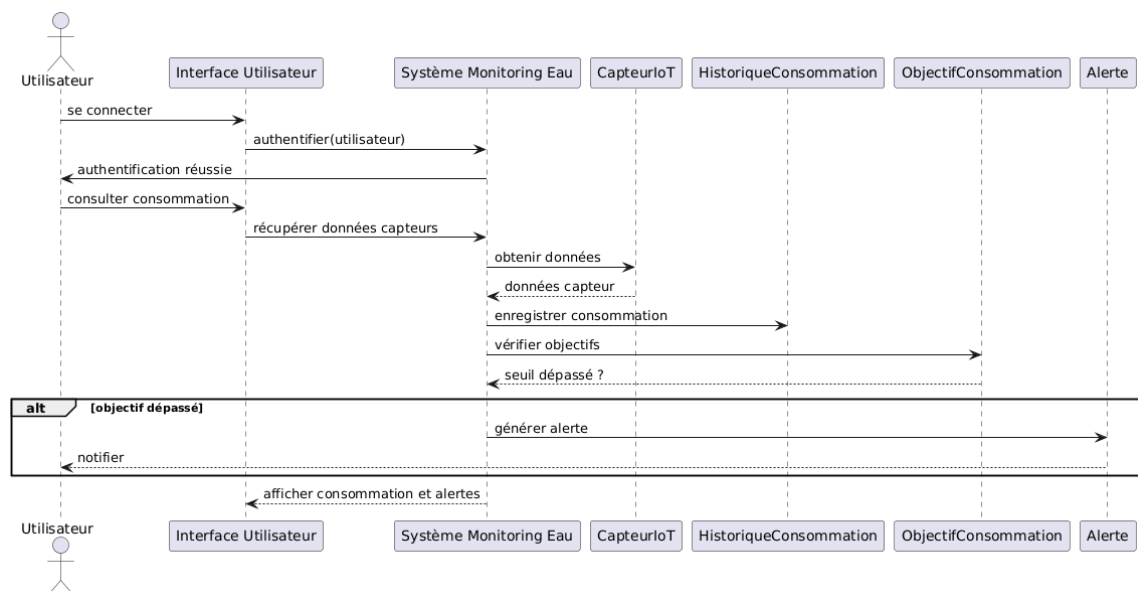 Utilisateur
Interface Utilisateur
Système Monitoring Eau
CapteurIoT
HistoriqueConsommation
ObjectifConsommation
Alerte
se connecter
authentifier(utilisateur)
authentification réussie
consulter consommation
récupérer données capteurs
obtenir données
données capteur
enregistrer consommation
vérifier objectifs
seuil dépassé ?
alt [objectif dépassé]
générer alerte
notifier
afficher consommation et alertes
Utilisateur
Interface Utilisateur
Système Monitoring Eau
CapteurIoT
HistoriqueConsommation
ObjectifConsommation
Alerte